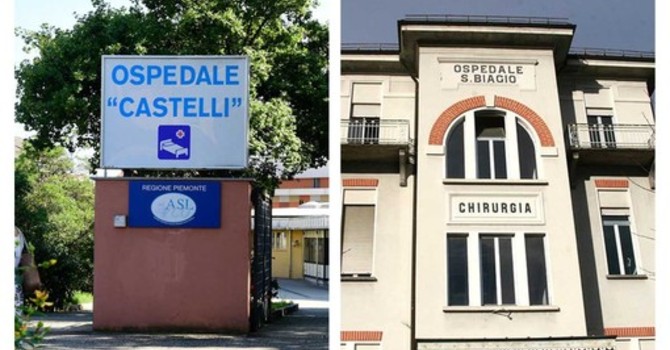 OSPEDALE
"CASTELLI"
REGIONE PIEMONTE
ASL
OSPEDALE
S. BIAGIO
CHIRURGIA